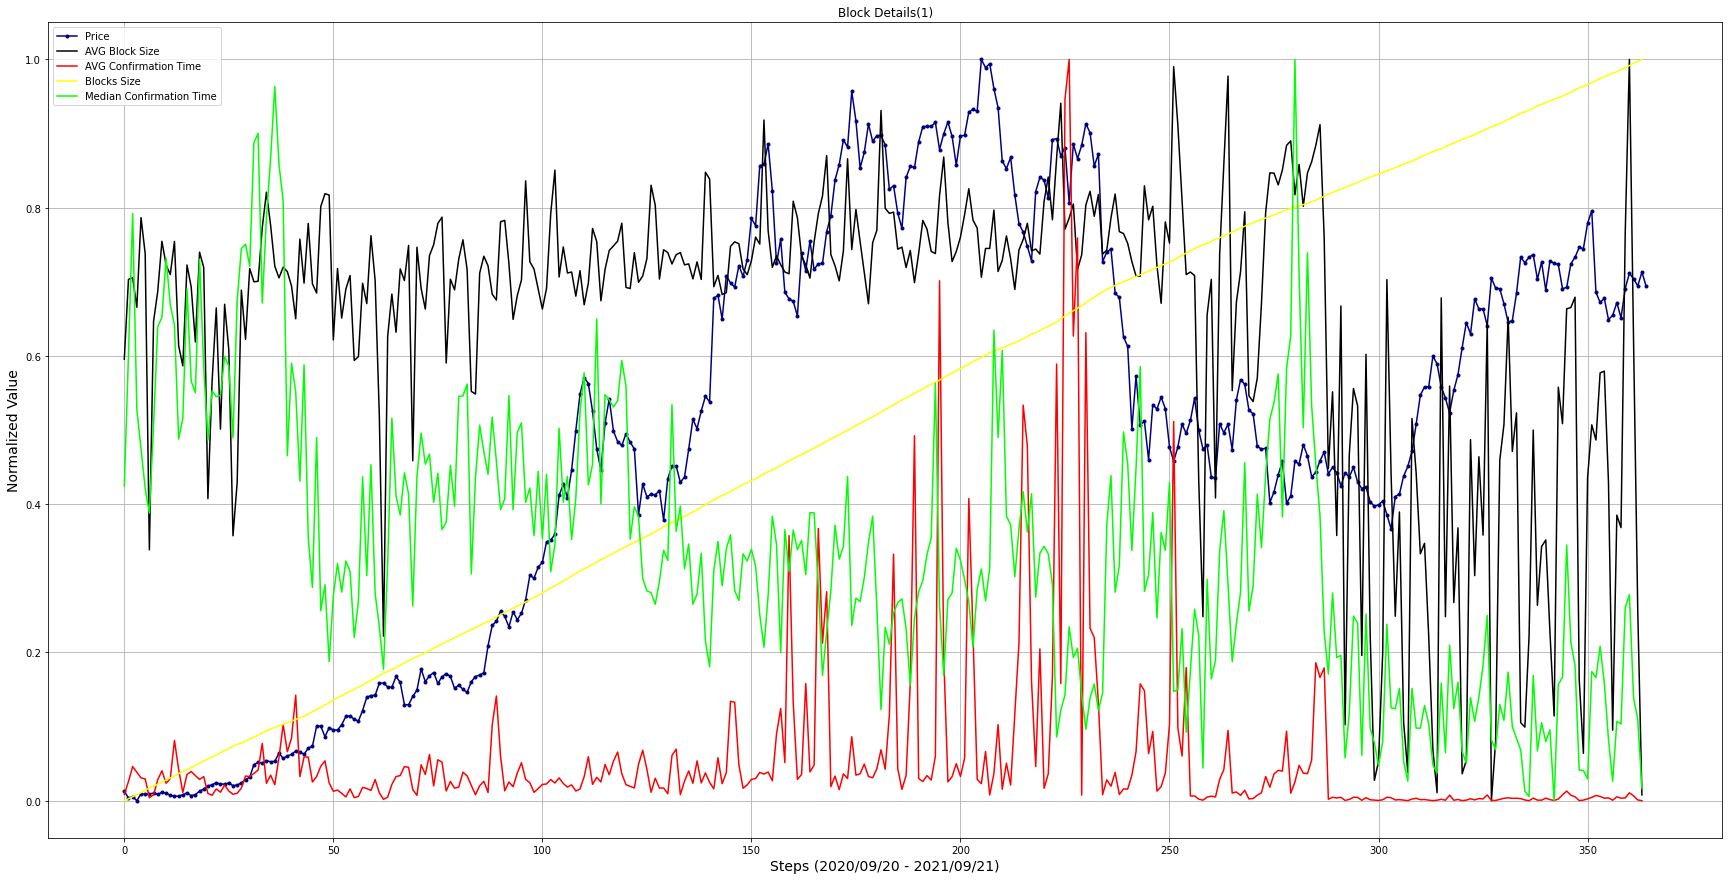 Block Details(1)
Price
AVG Block Size
AVG Confirmation Time
Blocks Size
Median Confirmation Time
Normalized Value
1.0
0.8
0.6
0.4
0.2
0.0
0 50 100 150 200 250 300 350
Steps (2020/09/20 - 2021/09/21)